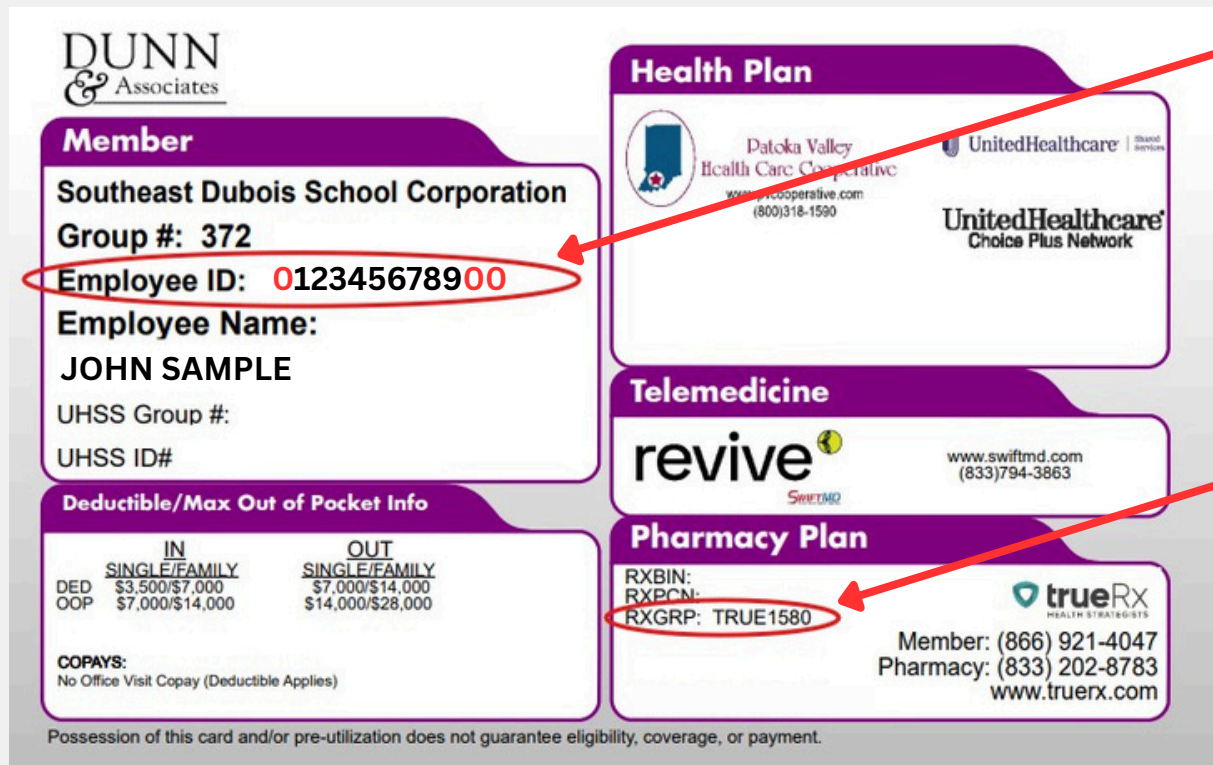 DUNN
& Associates
Member
Southeast Dubois School Corporation
Group #: 372
Employee ID: 012345678900
Employee Name:
JOHN SAMPLE
UHSS Group #:
UHSS ID#
Deductible/Max Out of Pocket Info
IN OUT
SINGLE/FAMILY SINGLE/FAMILY
DED $3,500/$7,000 $7,000/$14,000
OOP $7,000/$14,000 $14,000/$28,000
COPAYS:
No Office Visit Copay (Deductible Applies)
Health Plan
Patoka Valley
Health Care Cooperative
www.pvcooperative.com
(800)318-1590
UnitedHealthcare Shared
Services
UnitedHealthcare
Choice Plus Network
Telemedicine
revive
SWIFTMD
www.swiftmd.com
(833)794-3863
Pharmacy Plan
RXBIN:
RXPCN:
RXGRP: TRUE1580
trueRx
HEALTH STRATEGISTS
Member: (866) 921-4047
Pharmacy: (833) 202-8783
www.truerx.com
Possession of this card and/or pre-utilization does not guarantee eligibility, coverage, or payment.